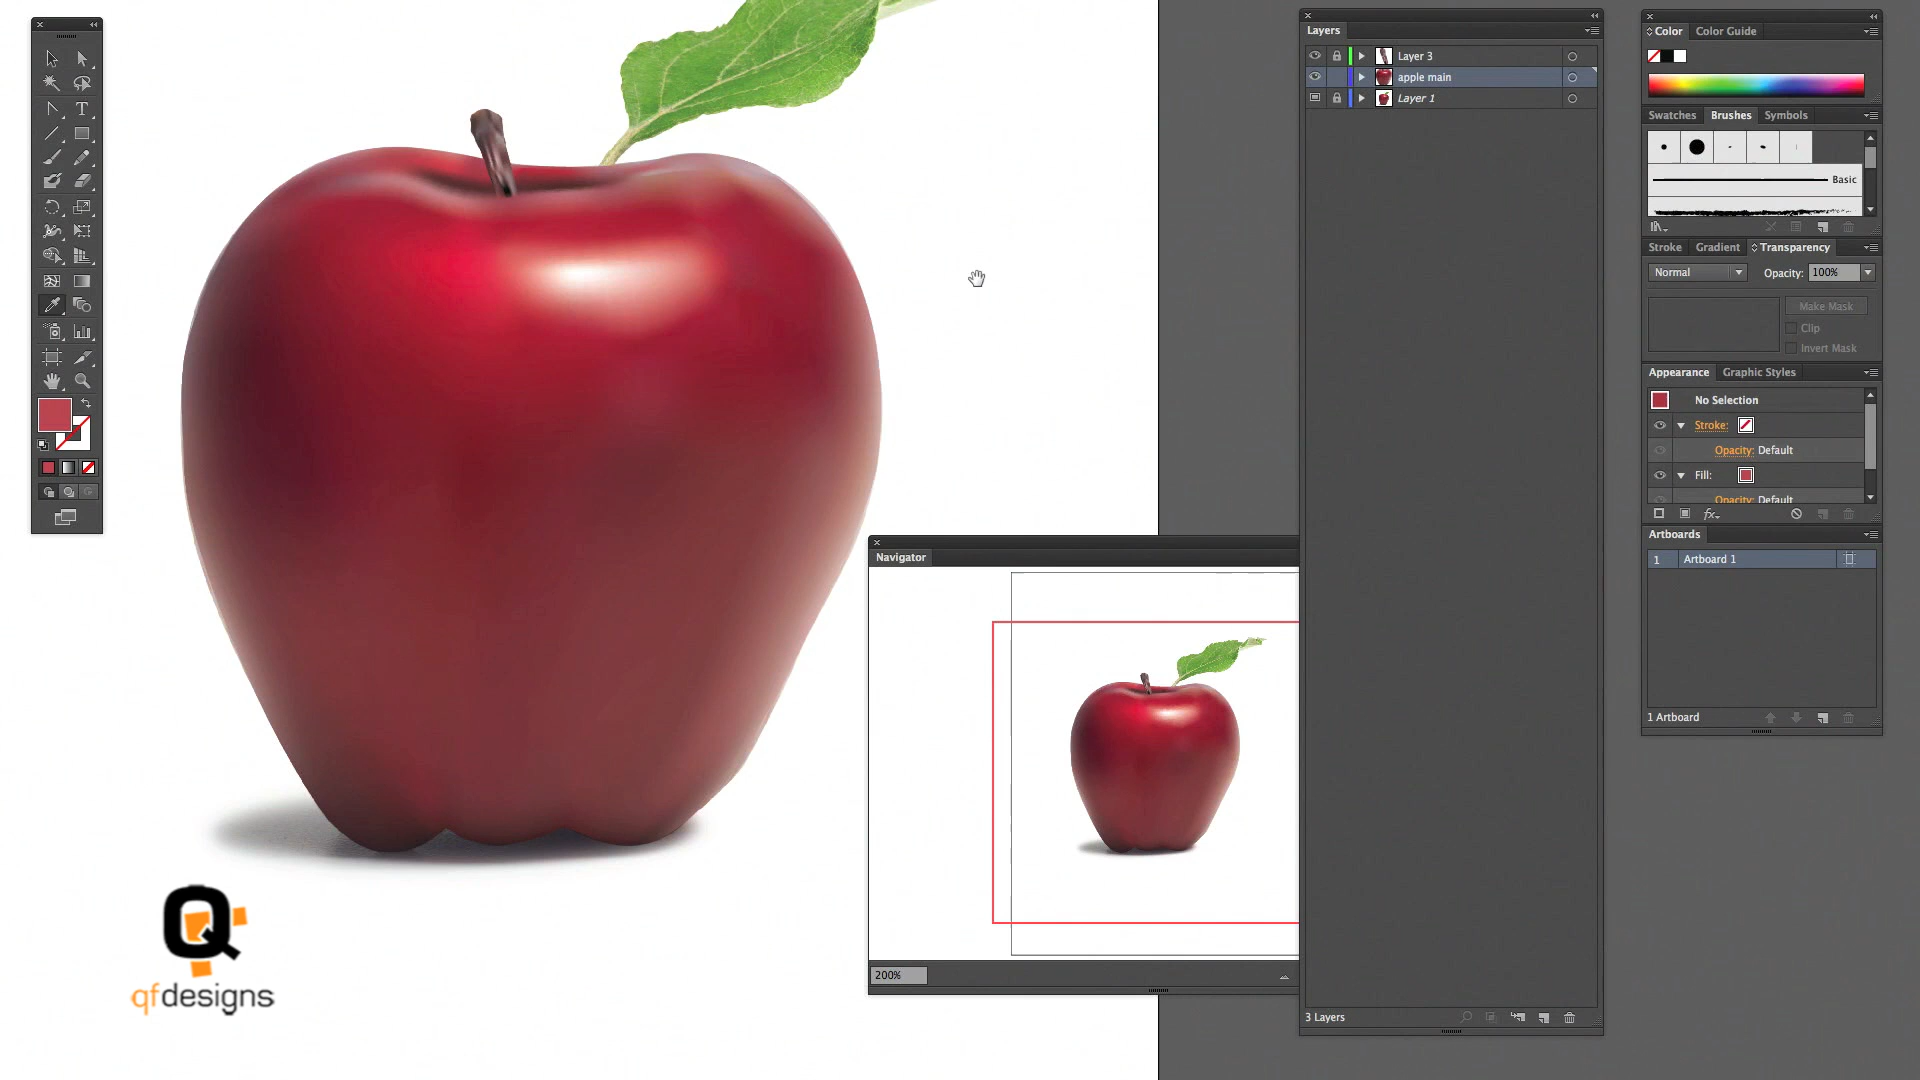 Layers
Layer 3
apple main
Layer 1
3 Layers
Navigator
200%
qfdesigns
Color
Color Guide
Swatches
Brushes
Symbols
Basic
Stroke
Gradient
Transparency
Normal
Opacity:
100%
Make Mask
Clip
Invert Mask
Appearance
Graphic Styles
No Selection
Stroke:
Opacity: Default
Fill:
Opacity: Default
fx
Artboards
1
Artboard 1
1 Artboard